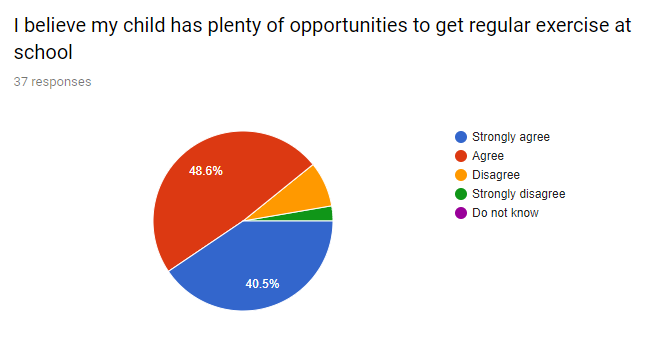 I believe my child has plenty of opportunities to get regular exercise at
school
37 responses
48.6%
40.5%
Strongly agree
Agree
Disagree
Strongly disagree
Do not know